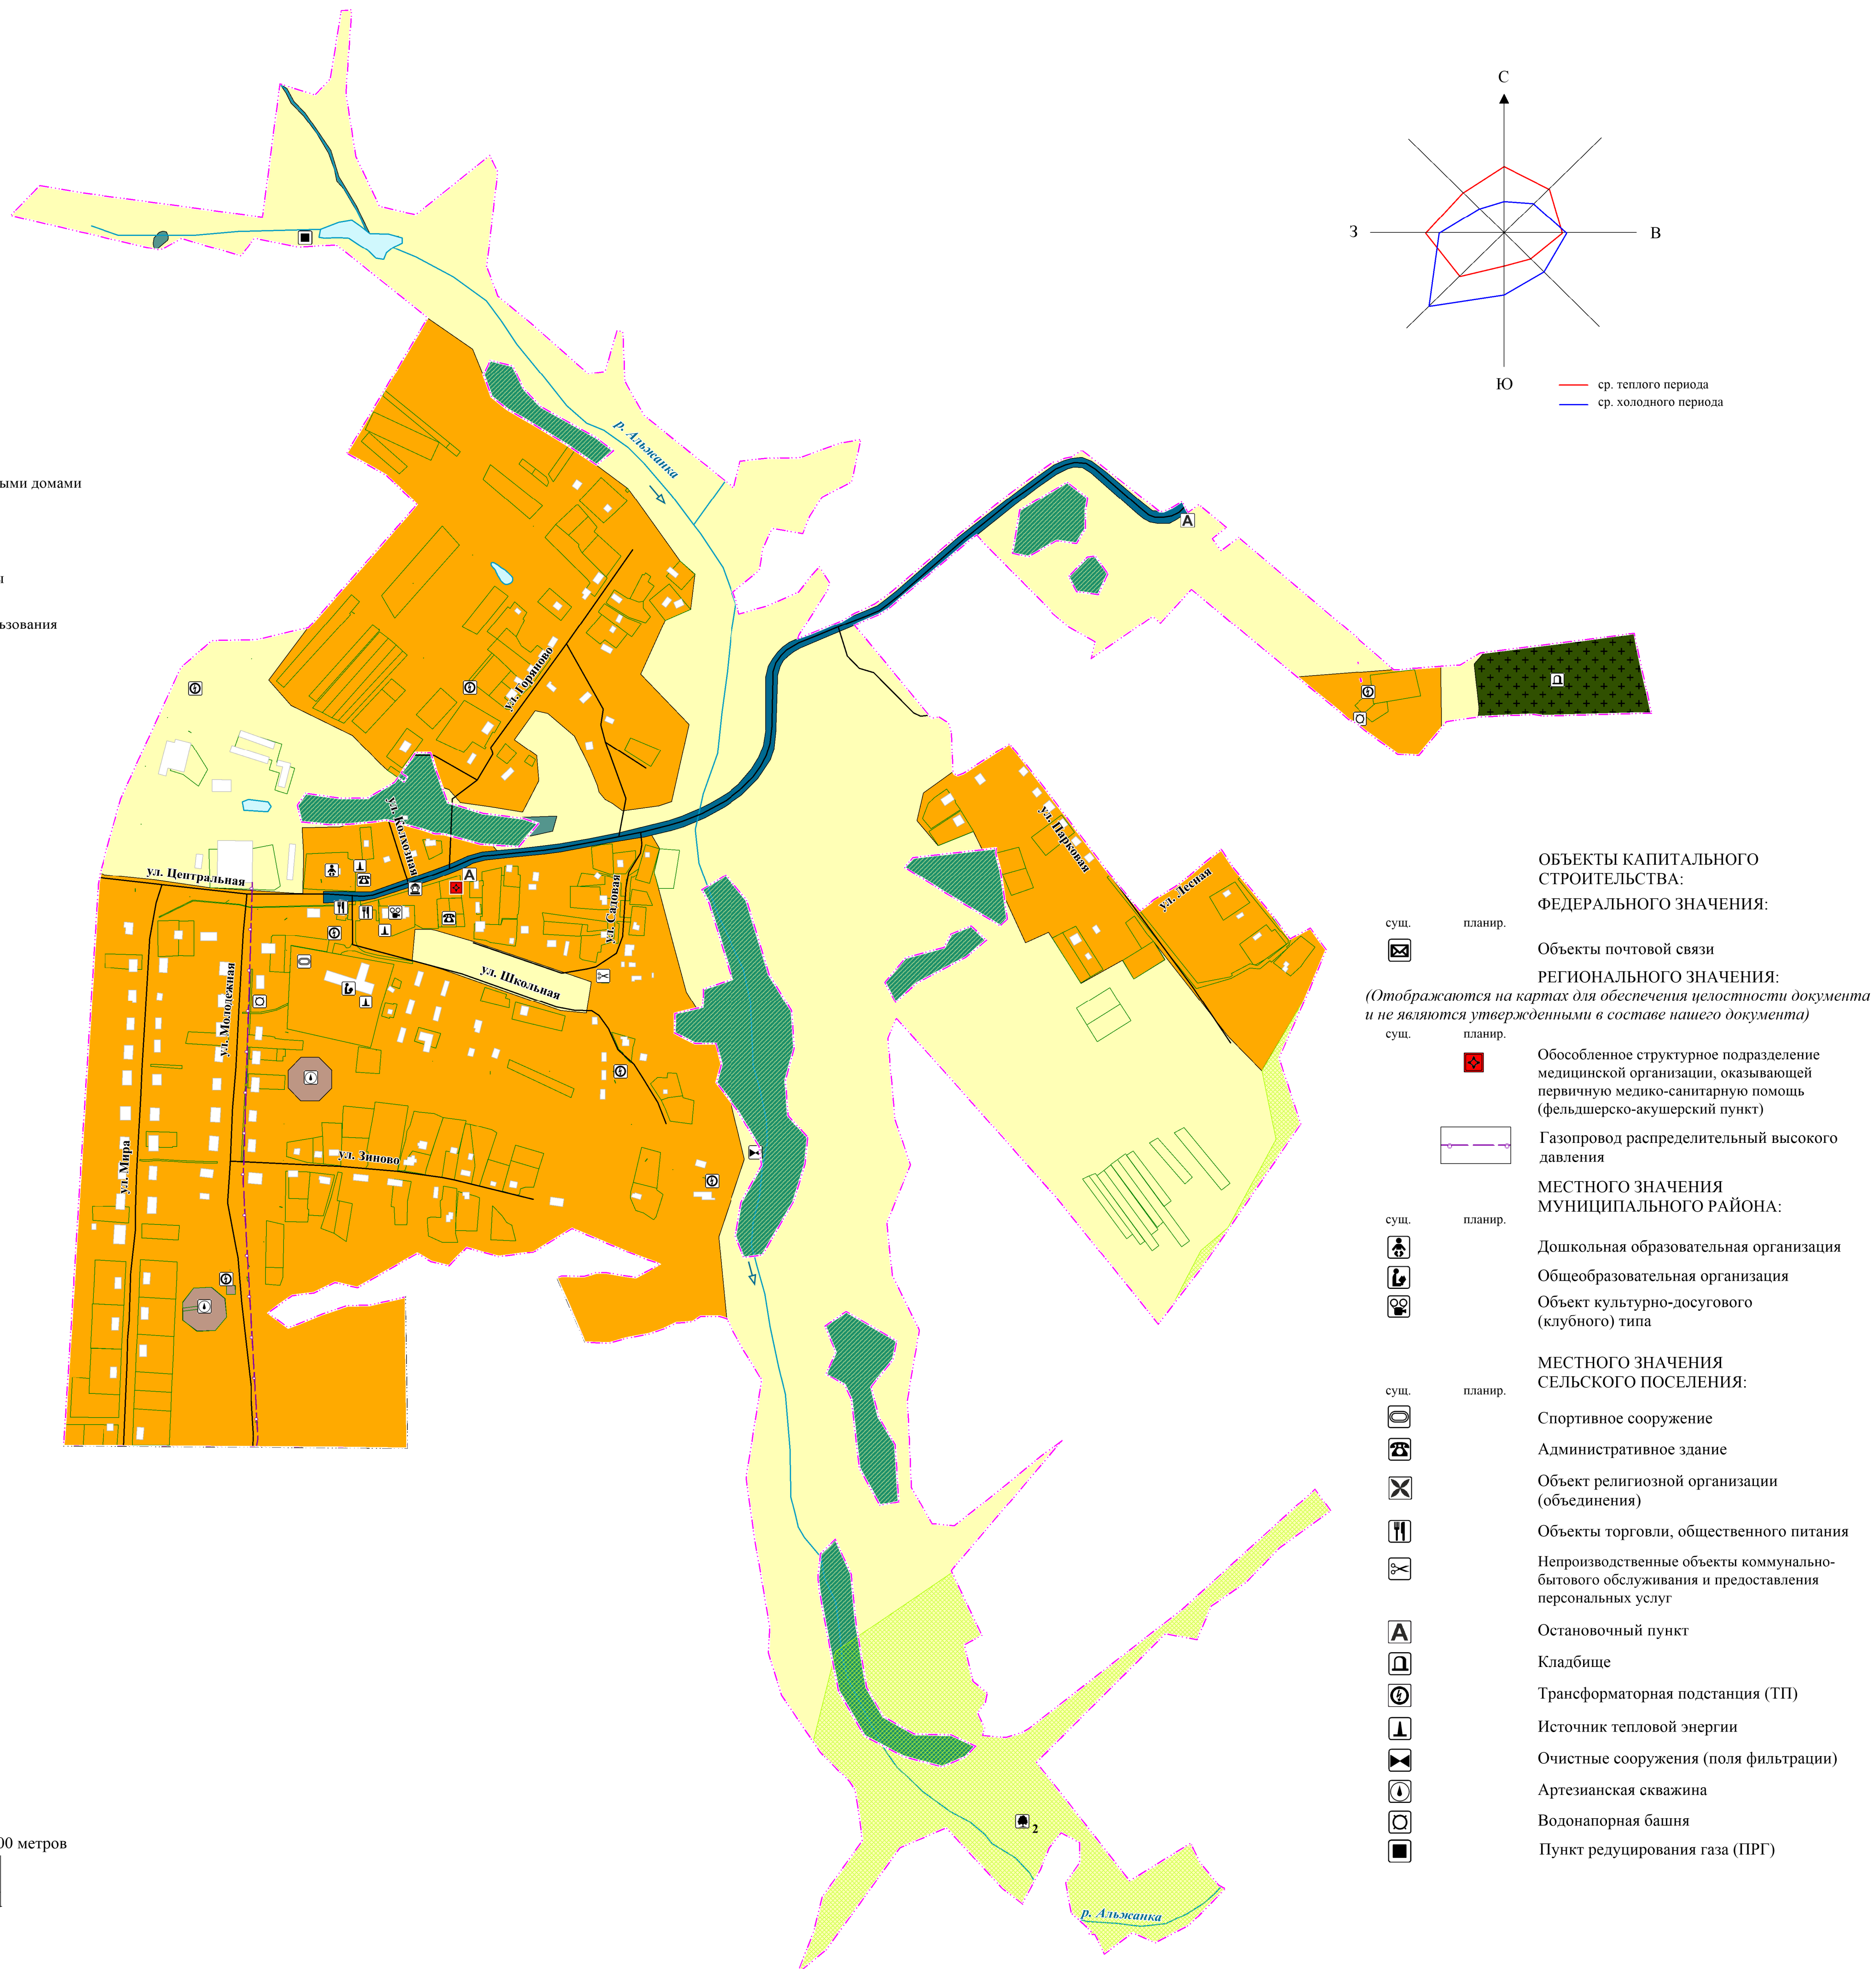 С
З
В
Ю
ср. теплого периода
ср. холодного периода
р. Альжанка
ыми домами
ы
ьзования
ул. Горяново
ул. Колхозная
ул. Центральная
ул. Садовая
ул. Школьная
ул. Молодежная
ул. Мира
ул. Зиново
ул. Парковая
ул. Лесная
А
А
2
р. Альжанка
00 метров
ОБЪЕКТЫ КАПИТАЛЬНОГО
СТРОИТЕЛЬСТВА:
ФЕДЕРАЛЬНОГО ЗНАЧЕНИЯ:
сущ. планир.
Объекты почтовой связи
РЕГИОНАЛЬНОГО ЗНАЧЕНИЯ:
(Отображаются на картах для обеспечения целостности документа
и не являются утвержденными в составе нашего документа)
сущ. планир.
Обособленное структурное подразделение
медицинской организации, оказывающей
первичную медико-санитарную помощь
(фельдшерско-акушерский пункт)
Газопровод распределительный высокого
давления
МЕСТНОГО ЗНАЧЕНИЯ
МУНИЦИПАЛЬНОГО РАЙОНА:
сущ. планир.
Дошкольная образовательная организация
Общеобразовательная организация
Объект культурно-досугового
(клубного) типа
МЕСТНОГО ЗНАЧЕНИЯ
СЕЛЬСКОГО ПОСЕЛЕНИЯ:
сущ. планир.
Спортивное сооружение
Административное здание
Объект религиозной организации
(объединения)
Объекты торговли, общественного питания
Непроизводственные объекты коммунально-
бытового обслуживания и предоставления
персональных услуг
А Остановочный пункт
Кладбище
Трансформаторная подстанция (ТП)
Источник тепловой энергии
Очистные сооружения (поля фильтрации)
Артезианская скважина
Водонапорная башня
Пункт редуцирования газа (ПРГ)